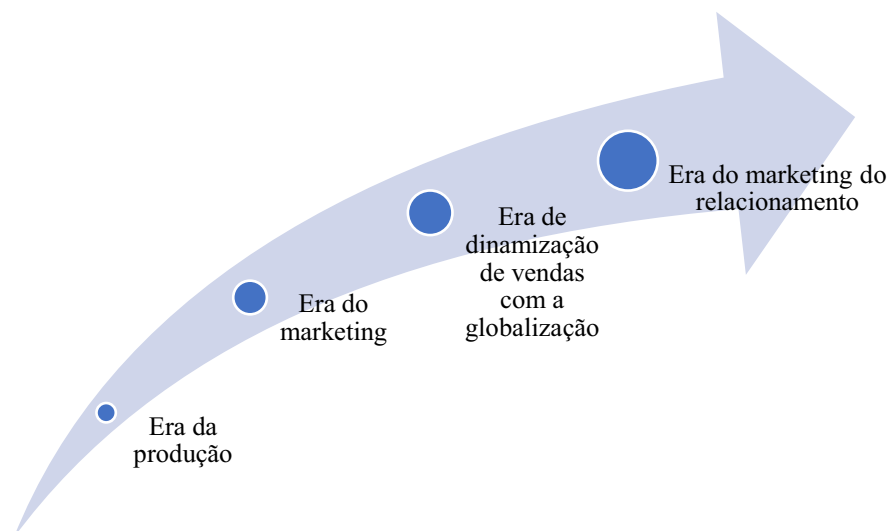 Era da
produção
Era do
marketing
Era de
dinamização
de vendas
com a
globalização
Era do marketing do
relacionamento